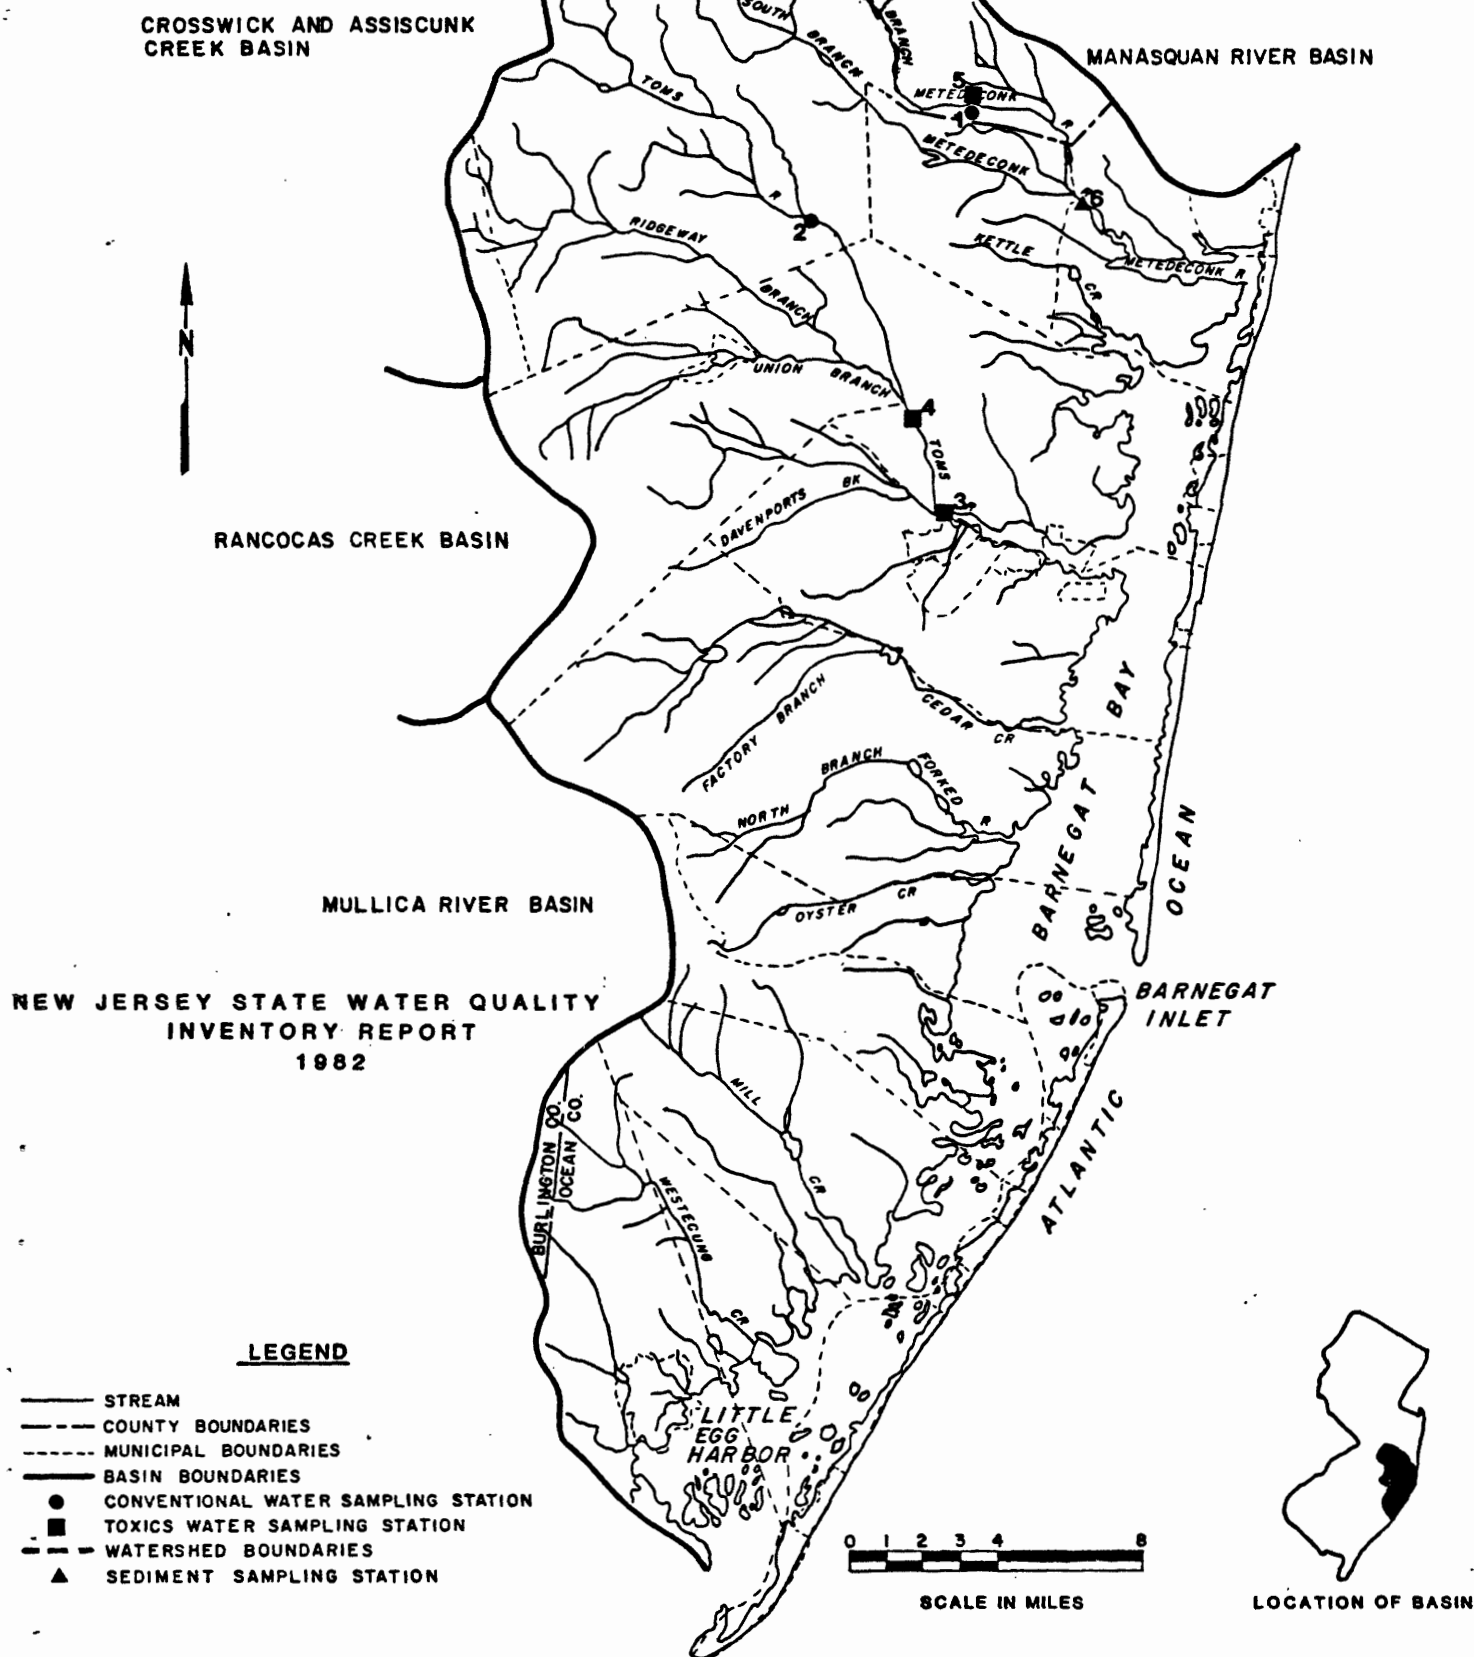 CROSSWICK AND ASSISCUNK
CREEK BASIN
SOUTH
BRANCH
BRANCH
MANASQUAN RIVER BASIN
TOMS
R
5
METEDECONK
1
R
METEDECONK
6
2
RIDGEWAY
BRANCH
KETTLE
CR
METEDECONK R
N
UNION BRANCH
4
TOMS
3
DAVENPORTS BK
RANCOCAS CREEK BASIN
CEDAR
CR
FACTORY BRANCH
NORTH BRANCH
FORKED
R
BARNEGAT BAY
OCEAN
OYSTER CR
MULLICA RIVER BASIN
NEW JERSEY STATE WATER QUALITY
INVENTORY REPORT
1982
BARNEGAT
INLET
MILL
CR
BURLINGTON CO.
OCEAN CO.
WESTECUNG
CR
ATLANTIC
LITTLE
EGG
HARBOR
LEGEND
STREAM
COUNTY BOUNDARIES
MUNICIPAL BOUNDARIES
BASIN BOUNDARIES
CONVENTIONAL WATER SAMPLING STATION
TOXICS WATER SAMPLING STATION
WATERSHED BOUNDARIES
SEDIMENT SAMPLING STATION
0 1 2 3 4 8
SCALE IN MILES
LOCATION OF BASIN